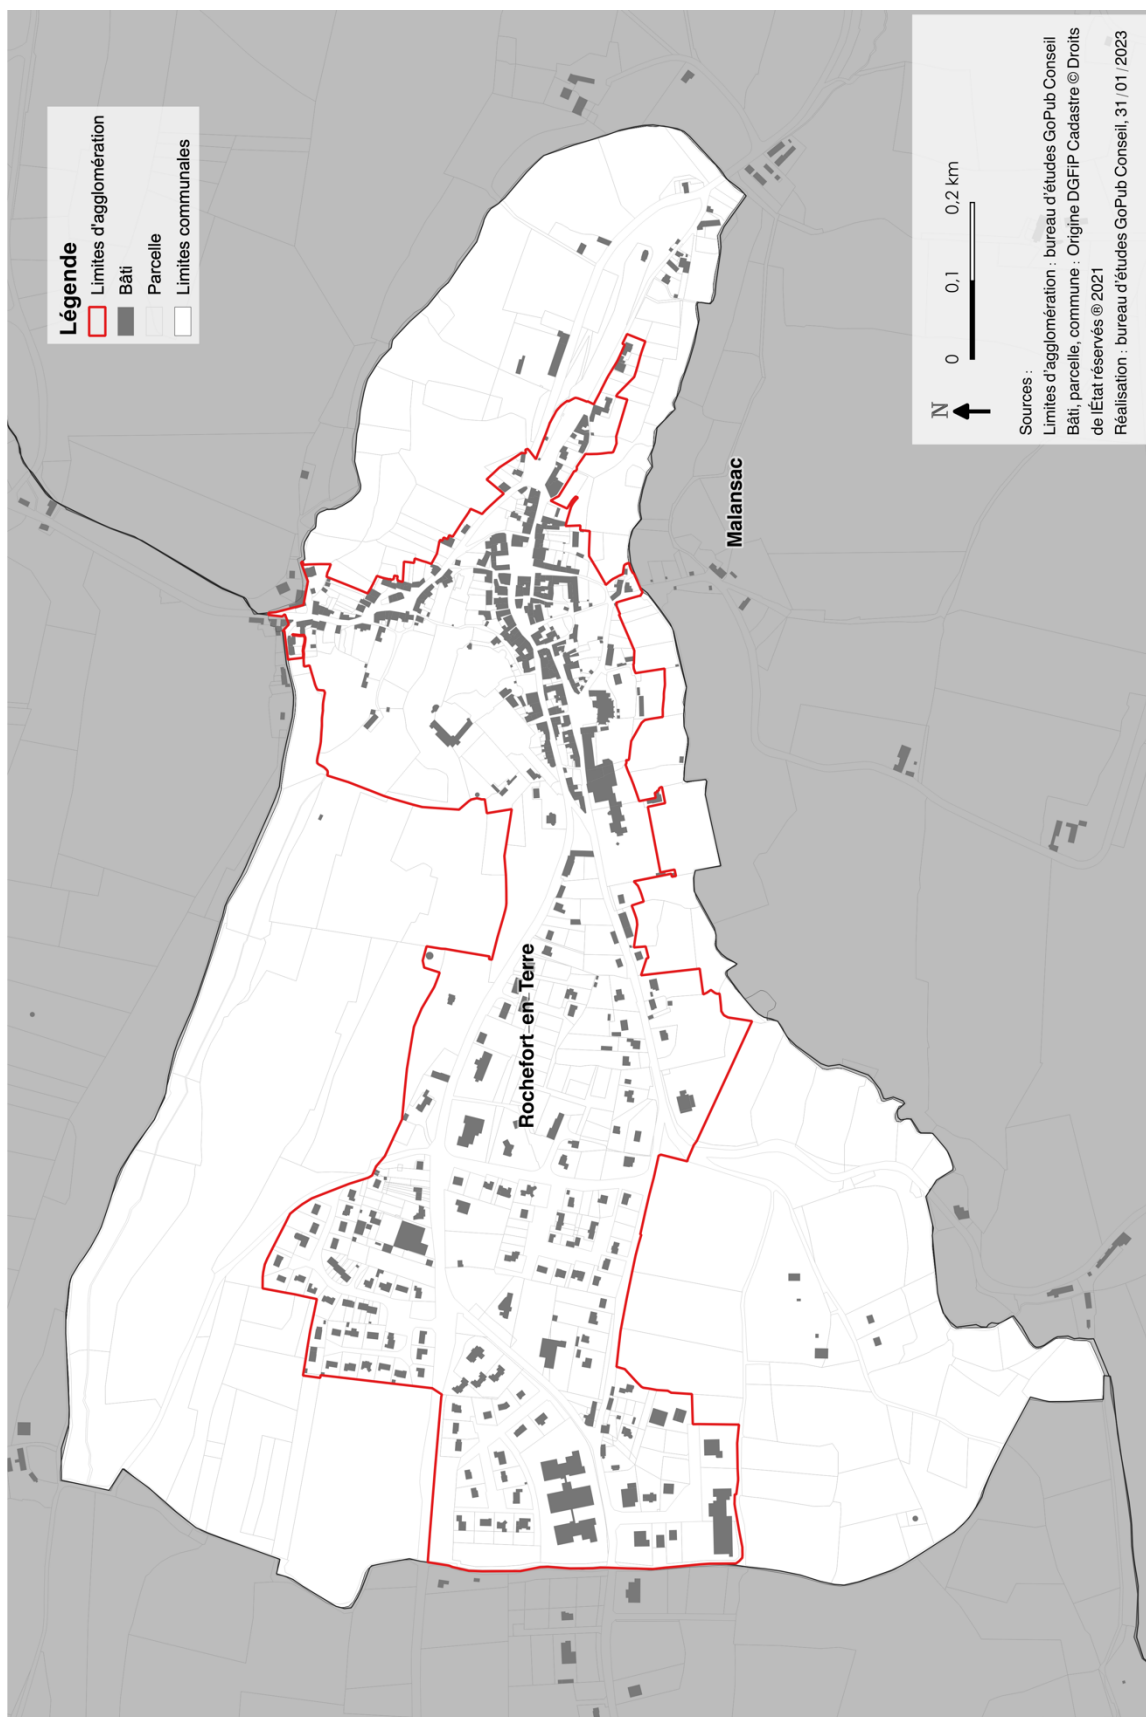 Légende
Limites d'agglomération
Bâti
Parcelle
Limites communales
Rochefort-en-Terre
Malansac
N
0 0,1 0,2 km
Sources :
Limites d'agglomération : bureau d'études GoPub Conseil
Bâti, parcelle, commune : Origine DGFiP Cadastre © Droits
de lÉtat réservés ® 2021
Réalisation : bureau d'études GoPub Conseil, 31/01/2023